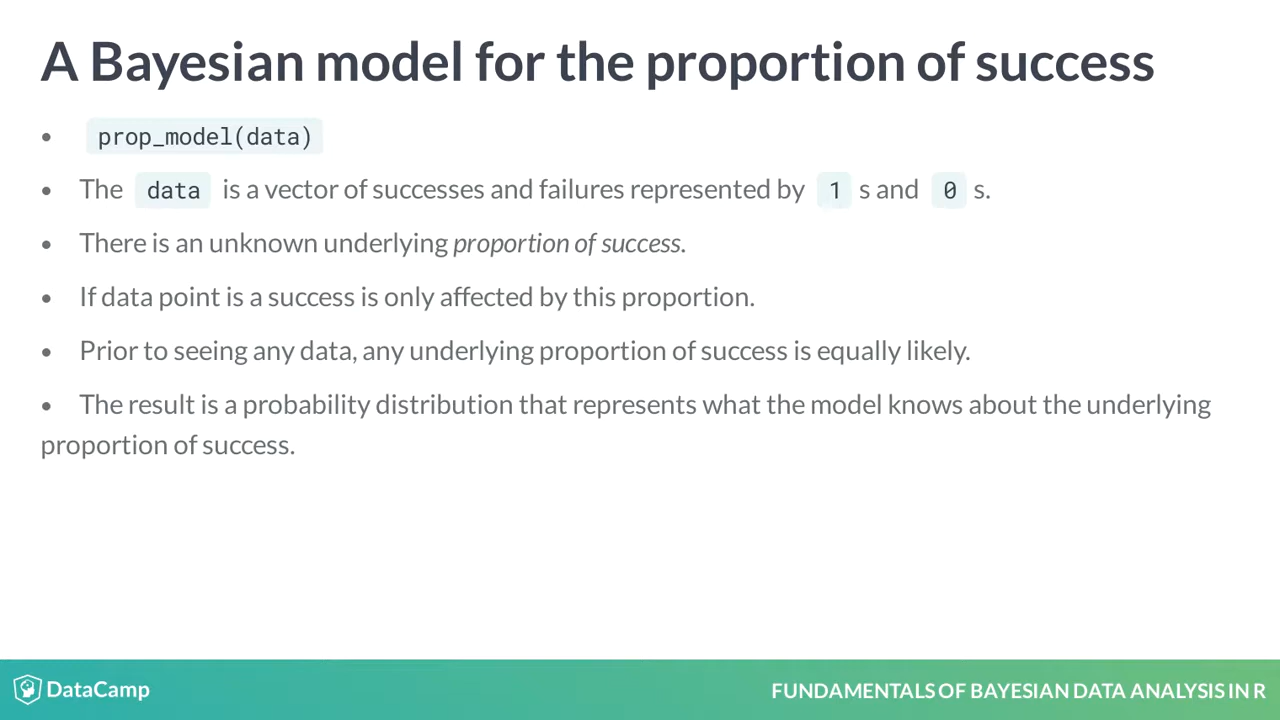 A Bayesian model for the proportion of success
• prop_model(data)
• The data is a vector of successes and failures represented by 1 s and 0 s.
• There is an unknown underlying proportion of success.
• If data point is a success is only affected by this proportion.
• Prior to seeing any data, any underlying proportion of success is equally likely.
• The result is a probability distribution that represents what the model knows about the underlying
proportion of success.
DataCamp
FUNDAMENTALS OF BAYESIAN DATA ANALYSIS IN R